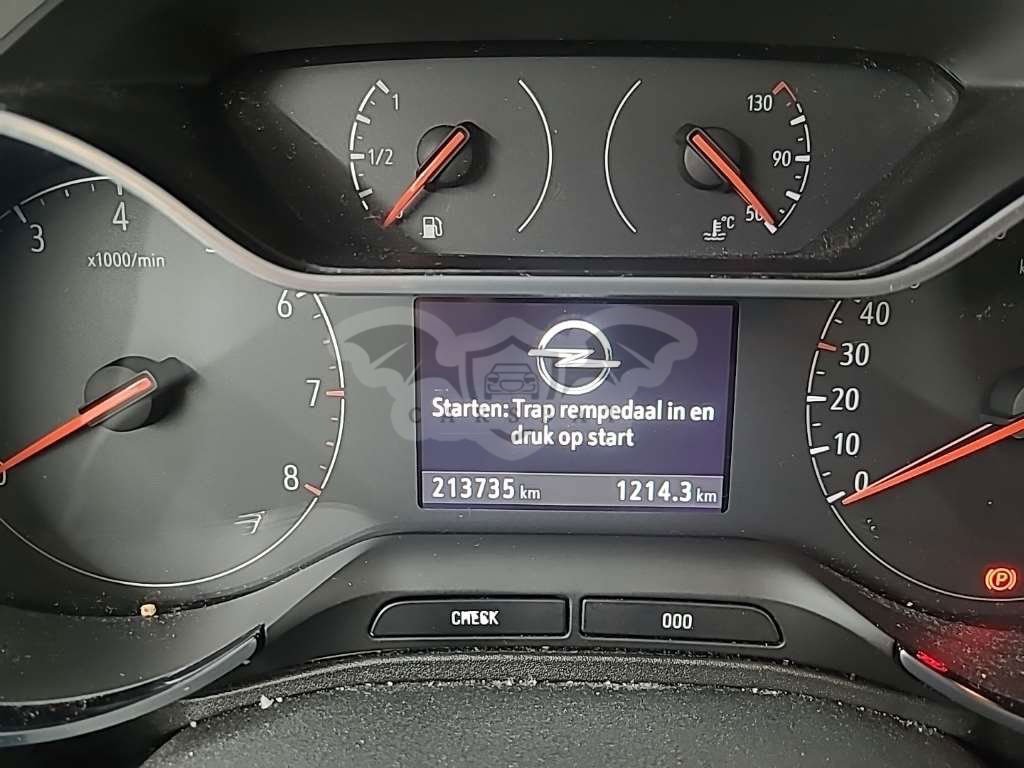 1
1/2
0
130
90
50
°C
3
4
x1000/min
6
7
8
40
30
20
10
0
Starten: Trap rempedaal in en
druk op start
213735 km
1214.3 km
P
CHECK
000